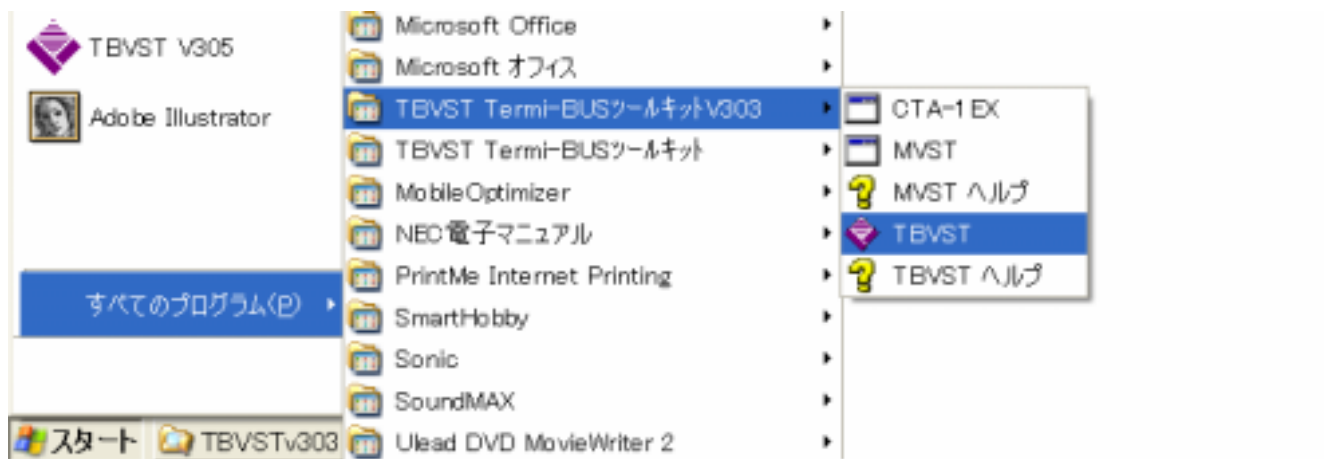 TBVST V305
Adobe Illustrator
すべてのプログラム(P)
スタート
TBVSTv303
Microsoft Office
Microsoft オフィス
TBVST Termi-BUSツールキットV303
TBVST Termi-BUSツールキット
MobileOptimizer
NEC電子マニュアル
PrintMe Internet Printing
SmartHobby
Sonic
SoundMAX
Ulead DVD MovieWriter 2
CTA-1EX
MVST
MVST ヘルプ
TBVST
TBVST ヘルプ